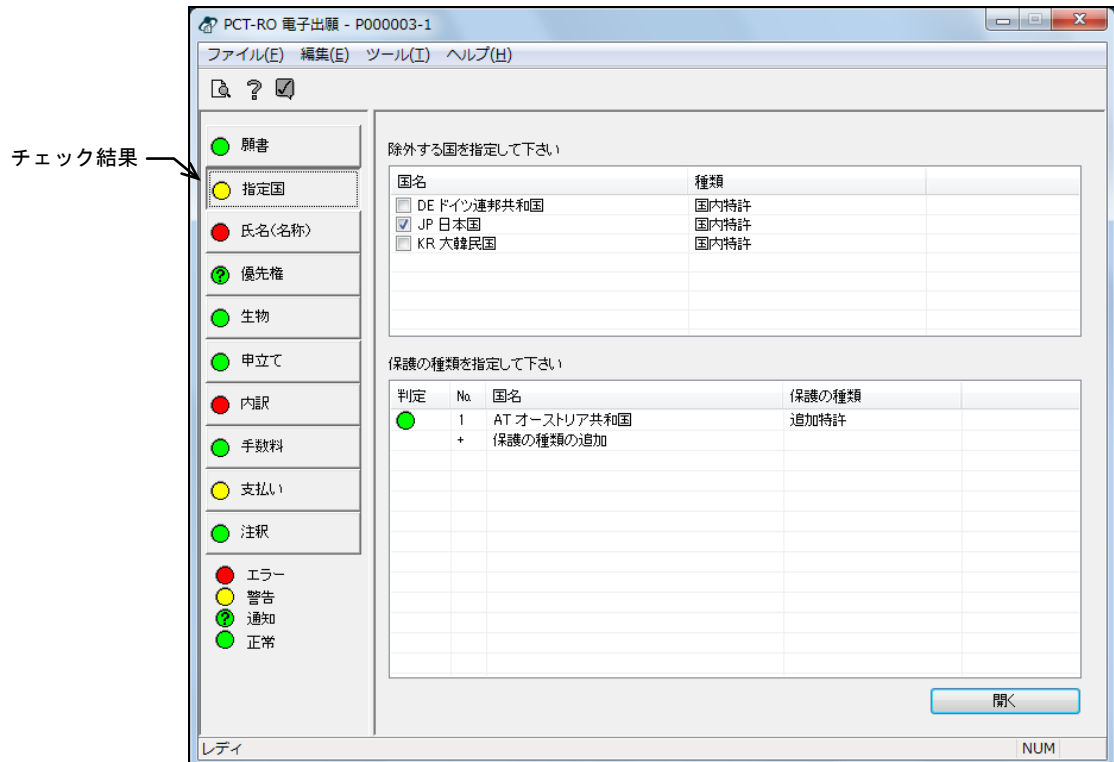 PCT-RO 電子出願 - P000003-1
ファイル(F) 編集(E) ツール(T) ヘルプ(H)
チェック結果
願書
指定国
氏名(名称)
優先権
生物
申立て
内訳
手数料
支払い
注釈
エラー
警告
通知
正常
除外する国を指定して下さい
国名 種類
DE ドイツ連邦共和国 国内特許
JP 日本国 国内特許
KR 大韓民国 国内特許
保護の種類を指定して下さい
判定 No. 国名 保護の種類
1 AT オーストリア共和国 追加特許
+ 保護の種類の追加
開く
レディ NUM